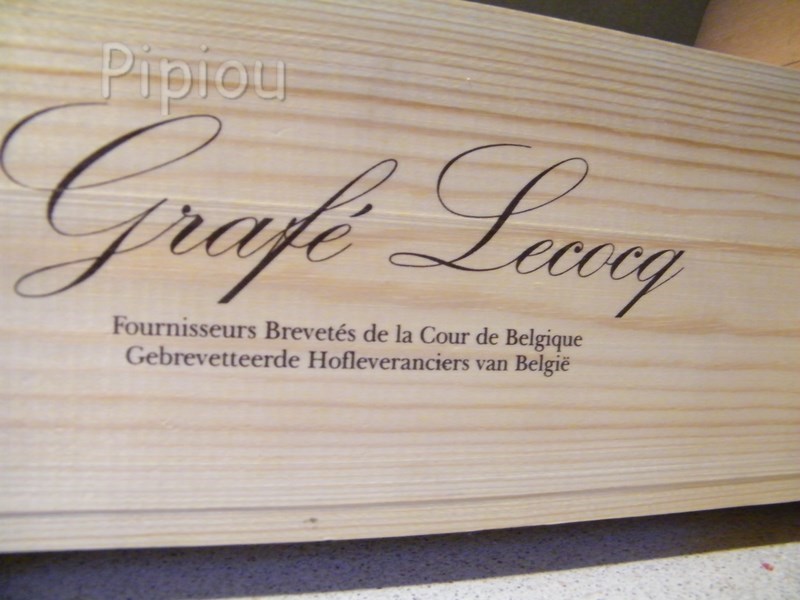 Pipiou
Grafé Lecocq
Fournisseurs Brevetés de la Cour de Belgique
Gebrevetteerde Hofleveranciers van België